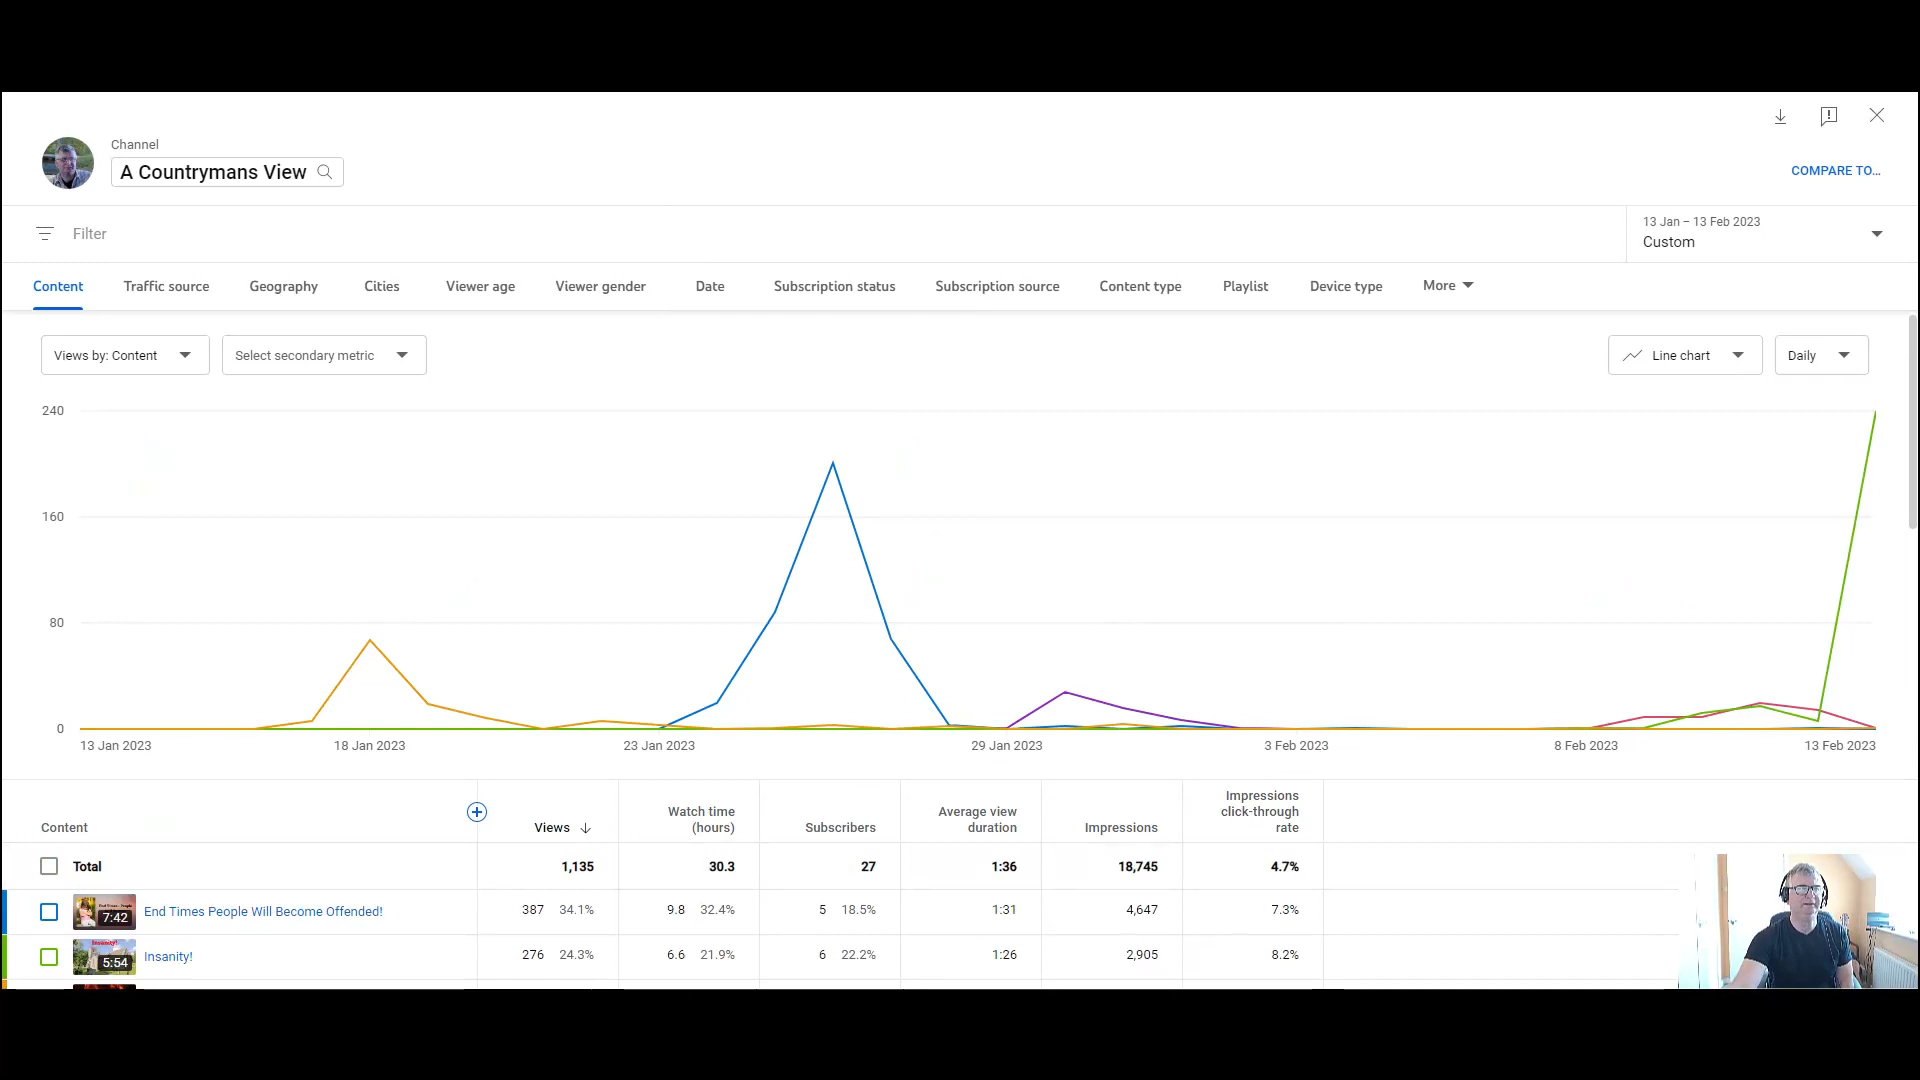 Channel
A Countrymans View
COMPARE TO...
Filter
13 Jan – 13 Feb 2023
Custom
Content Traffic source Geography Cities Viewer age Viewer gender Date Subscription status Subscription source Content type Playlist Device type More
Views by: Content Select secondary metric Line chart Daily
240
160
80
0
13 Jan 2023 18 Jan 2023 23 Jan 2023 29 Jan 2023 3 Feb 2023 8 Feb 2023 13 Feb 2023
Content Views Watch time (hours) Subscribers Average view duration Impressions Impressions click-through rate
Total 1,135 30.3 27 1:36 18,745 4.7%
7:42 End Times People Will Become Offended! 387 34.1% 9.8 32.4% 5 18.5% 1:31 4,647 7.3%
Insanity!
5:54 Insanity! 276 24.3% 6.6 21.9% 6 22.2% 1:26 2,905 8.2%